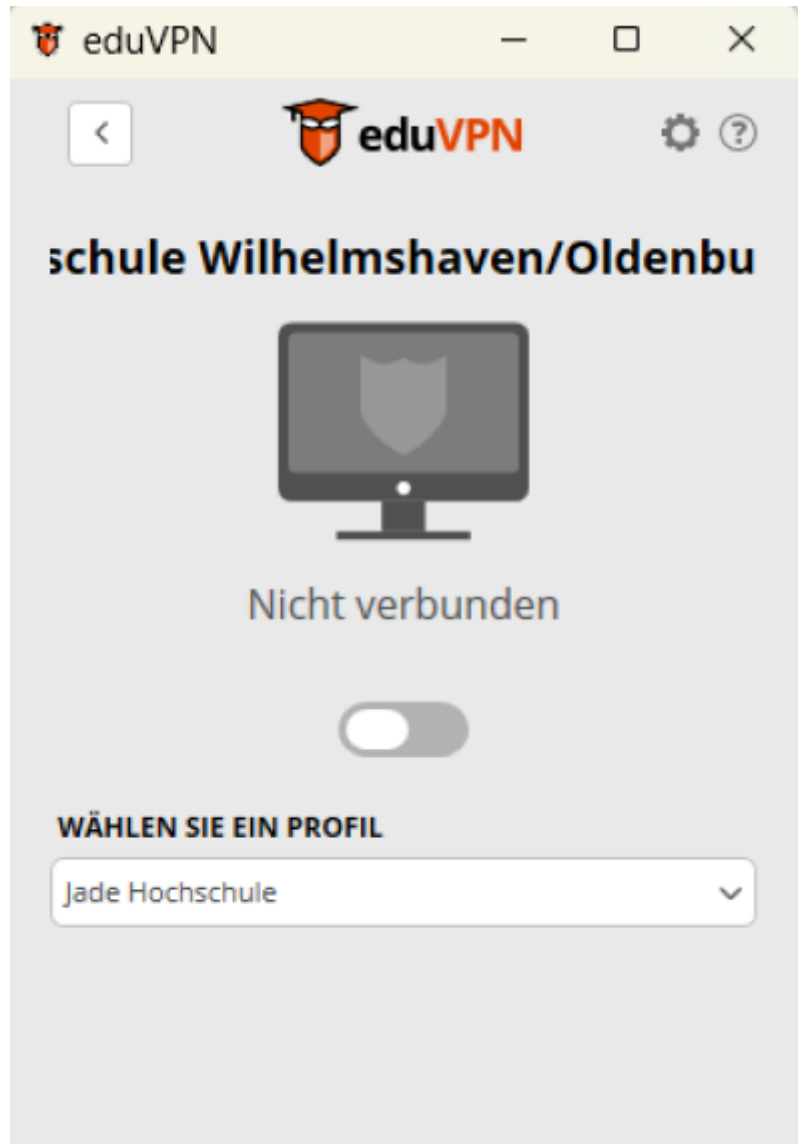 eduVPN
eduVPN
schule Wilhelmshaven/Oldenbu
Nicht verbunden
WÄHLEN SIE EIN PROFIL
Jade Hochschule